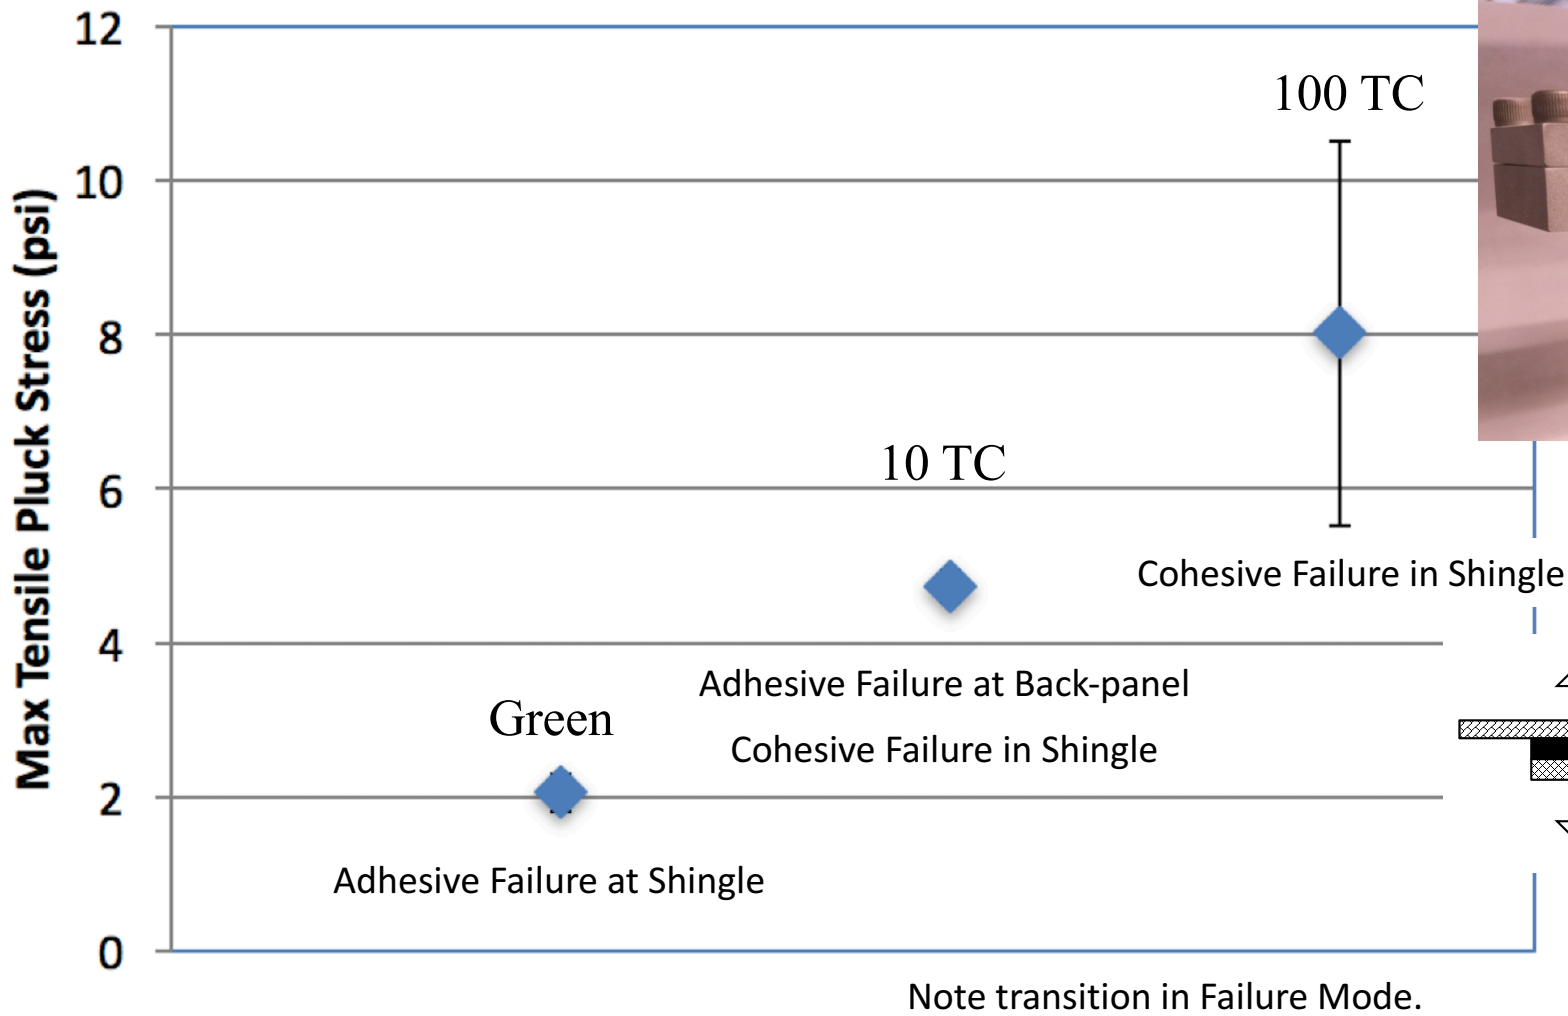 12
100 TC
10
Max Tensile Pluck Stress (psi)
8
10 TC
6
Cohesive Failure in Shingle
4
Adhesive Failure at Back-panel
Green
Cohesive Failure in Shingle
2
Adhesive Failure at Shingle
0
Note transition in Failure Mode.